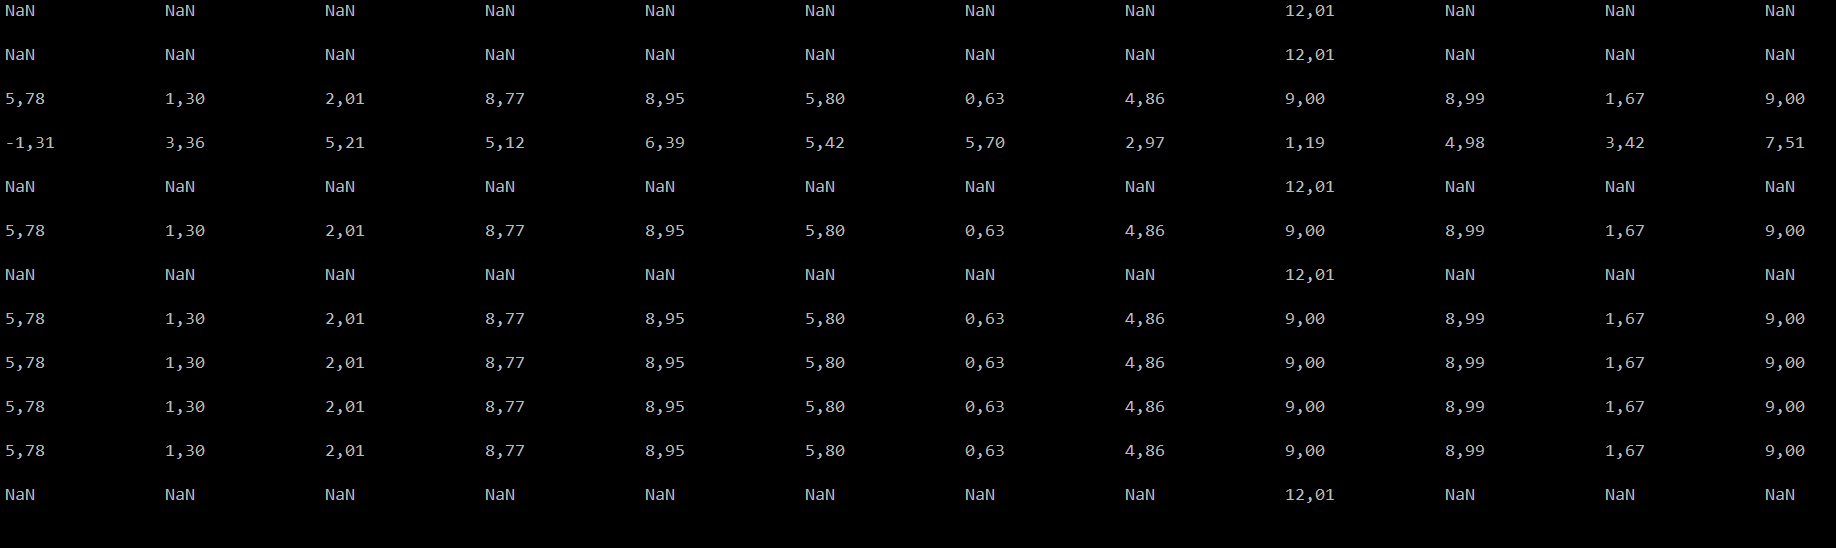 NaN NaN NaN NaN NaN NaN NaN NaN 12,01 NaN NaN NaN
NaN NaN NaN NaN NaN NaN NaN NaN 12,01 NaN NaN NaN
5,78 1,30 2,01 8,77 8,95 5,80 0,63 4,86 9,00 8,99 1,67 9,00
-1,31 3,36 5,21 5,12 6,39 5,42 5,70 2,97 1,19 4,98 3,42 7,51
NaN NaN NaN NaN NaN NaN NaN NaN 12,01 NaN NaN NaN
5,78 1,30 2,01 8,77 8,95 5,80 0,63 4,86 9,00 8,99 1,67 9,00
NaN NaN NaN NaN NaN NaN NaN NaN 12,01 NaN NaN NaN
5,78 1,30 2,01 8,77 8,95 5,80 0,63 4,86 9,00 8,99 1,67 9,00
5,78 1,30 2,01 8,77 8,95 5,80 0,63 4,86 9,00 8,99 1,67 9,00
5,78 1,30 2,01 8,77 8,95 5,80 0,63 4,86 9,00 8,99 1,67 9,00
5,78 1,30 2,01 8,77 8,95 5,80 0,63 4,86 9,00 8,99 1,67 9,00
NaN NaN NaN NaN NaN NaN NaN NaN 12,01 NaN NaN NaN